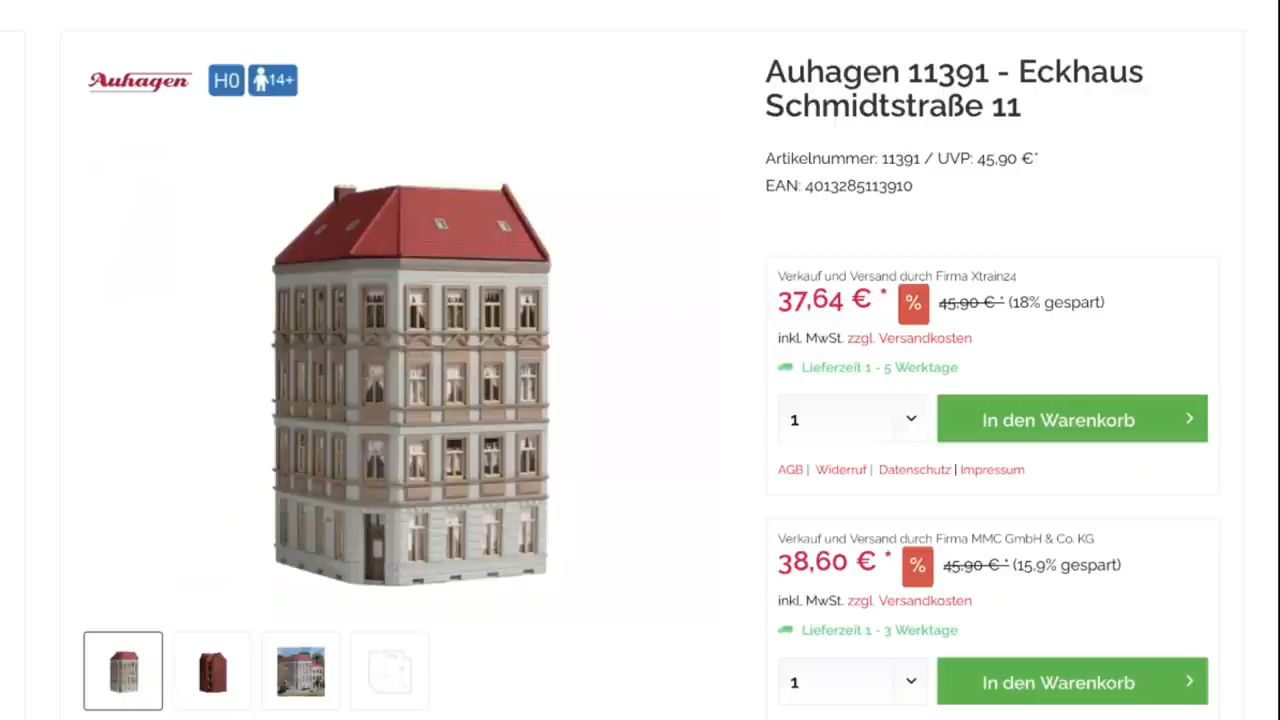 Auhagen
H0
14+
Auhagen 11391 - Eckhaus
Schmidtstraße 11
Artikelnummer: 11391 / UVP: 45,90 €*
EAN: 4013285113910
Verkauf und Versand durch Firma Xtrain24
37,64 € * % 45,90 € * (18% gespart)
inkl. MwSt. zzgl. Versandkosten
Lieferzeit 1 - 5 Werktage
1
In den Warenkorb
AGB | Widerruf | Datenschutz | Impressum
Verkauf und Versand durch Firma MMC GmbH & Co. KG
38,60 € * % 45,90 € * (15,9% gespart)
inkl. MwSt. zzgl. Versandkosten
Lieferzeit 1 - 3 Werktage
1
In den Warenkorb